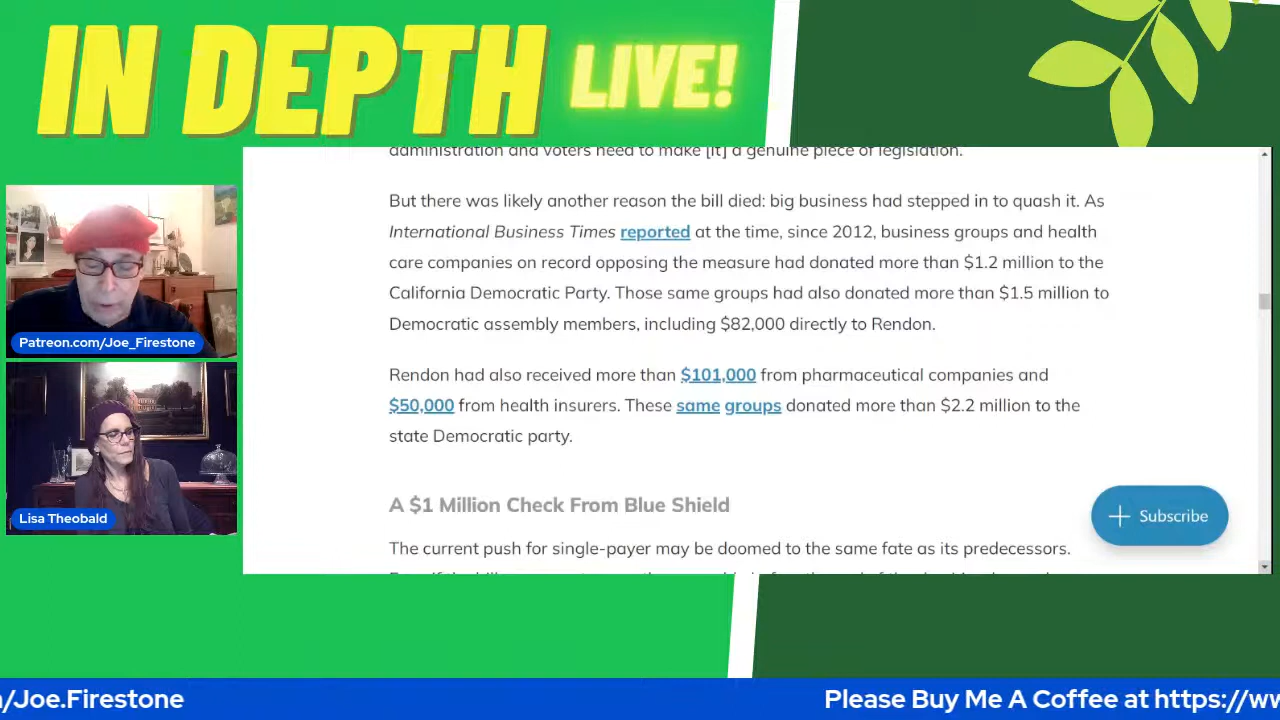 IN DEPTH LIVE!
administration and voters need to make [it] a genuine piece of legislation.
But there was likely another reason the bill died: big business had stepped in to quash it. As
International Business Times reported at the time, since 2012, business groups and health
care companies on record opposing the measure had donated more than $1.2 million to the
California Democratic Party. Those same groups had also donated more than $1.5 million to
Democratic assembly members, including $82,000 directly to Rendon.
Rendon had also received more than $101,000 from pharmaceutical companies and
$50,000 from health insurers. These same groups donated more than $2.2 million to the
state Democratic party.
A $1 Million Check From Blue Shield
The current push for single-payer may be doomed to the same fate as its predecessors.
Subscribe
Patreon.com/Joe_Firestone
Lisa Theobald
/Joe.Firestone
Please Buy Me A Coffee at https://ww